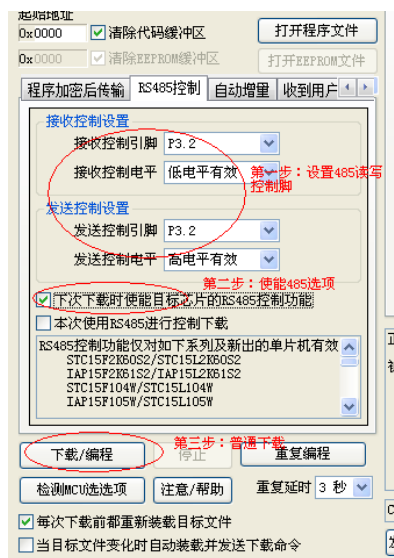 起始地址
0x0000 清除代码缓冲区 打开程序文件
0x0000 清除EEPROM缓冲区 打开EEPROM文件
程序加密后传输 RS485控制 自动增量 收到用户
接收控制设置
接收控制引脚 P3.2
接收控制电平 低电平有效
第一步：设置485读写
控制脚
发送控制设置
发送控制引脚 P3.2
发送控制电平 高电平有效
第二步：使能485选项
下次下载时使能目标芯片的RS485控制功能
本次使用RS485进行控制下载
RS485控制功能仅对如下系列及新出的单片机有效
STC15F2K60S2/STC15L2K60S2
IAP15F2K61S2/IAP15L2K61S2
STC15F104W/STC15L104W
IAP15F105W/STC15L105W
第三步：普通下载
下载/编程 停止 重复编程
检测MCU选选项 注意/帮助 重复延时 3 秒
每次下载前都重新装载目标文件
当目标文件变化时自动装载并发送下载命令